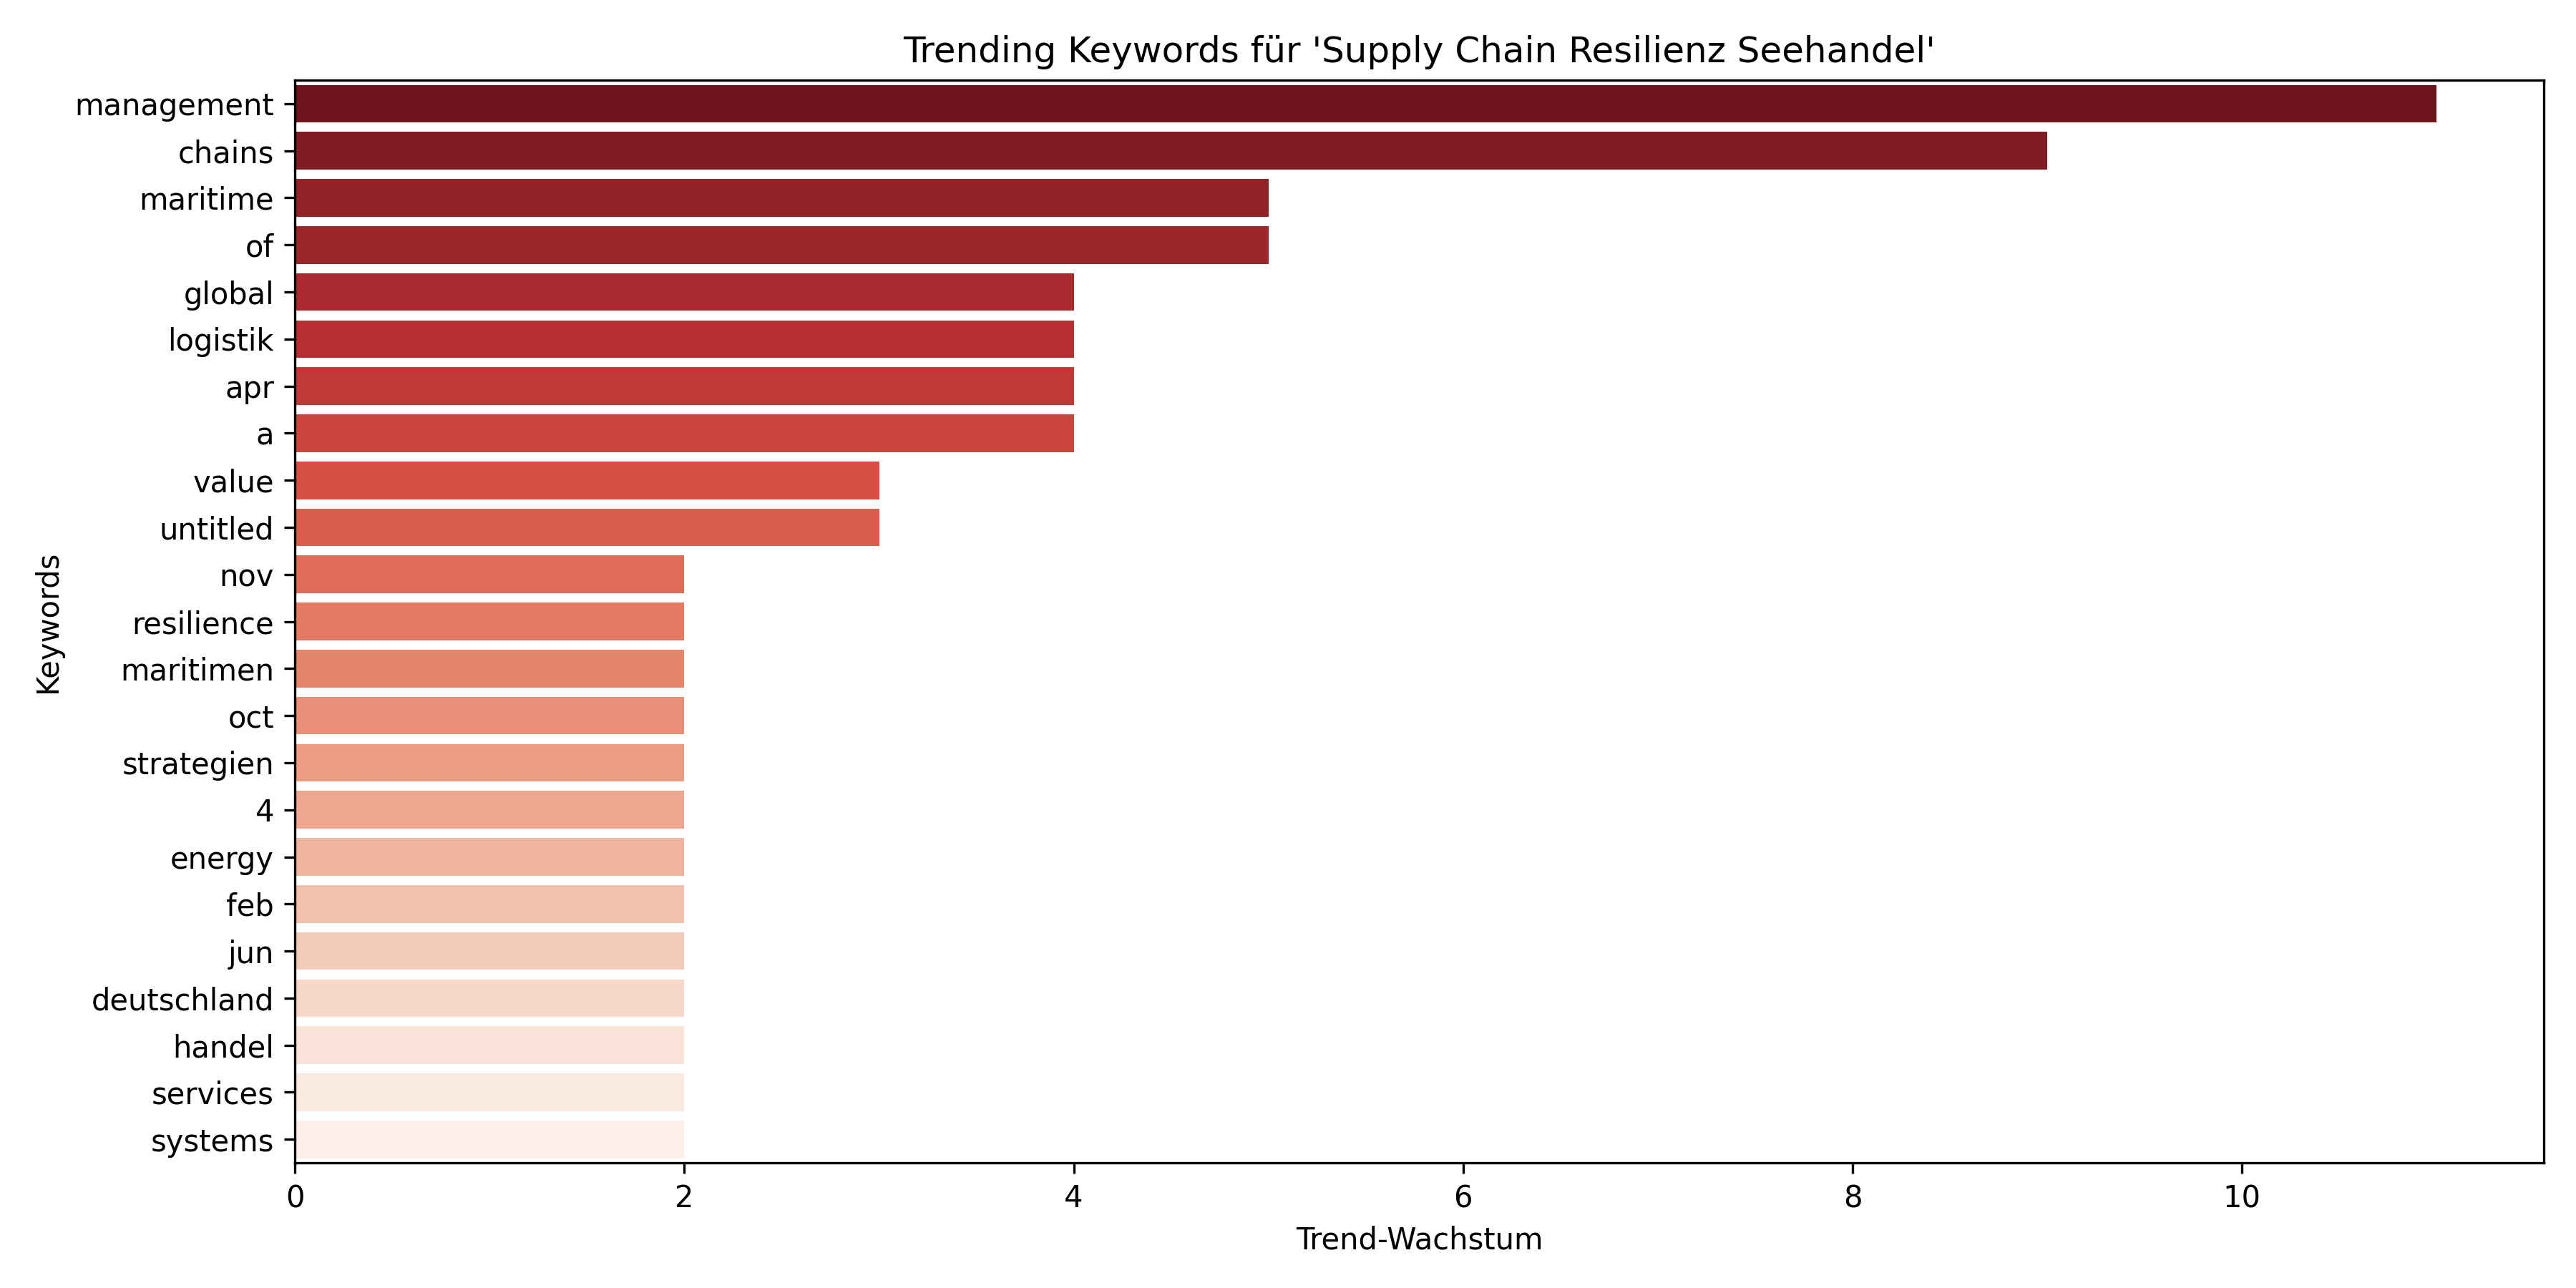 Trending Keywords für 'Supply Chain Resilienz Seehandel'
management
chains
maritime
of
global
logistik
apr
a
value
untitled
nov
resilience
maritimen
oct
strategien
4
energy
feb
jun
deutschland
handel
services
systems
Keywords
0 2 4 6 8 10
Trend-Wachstum